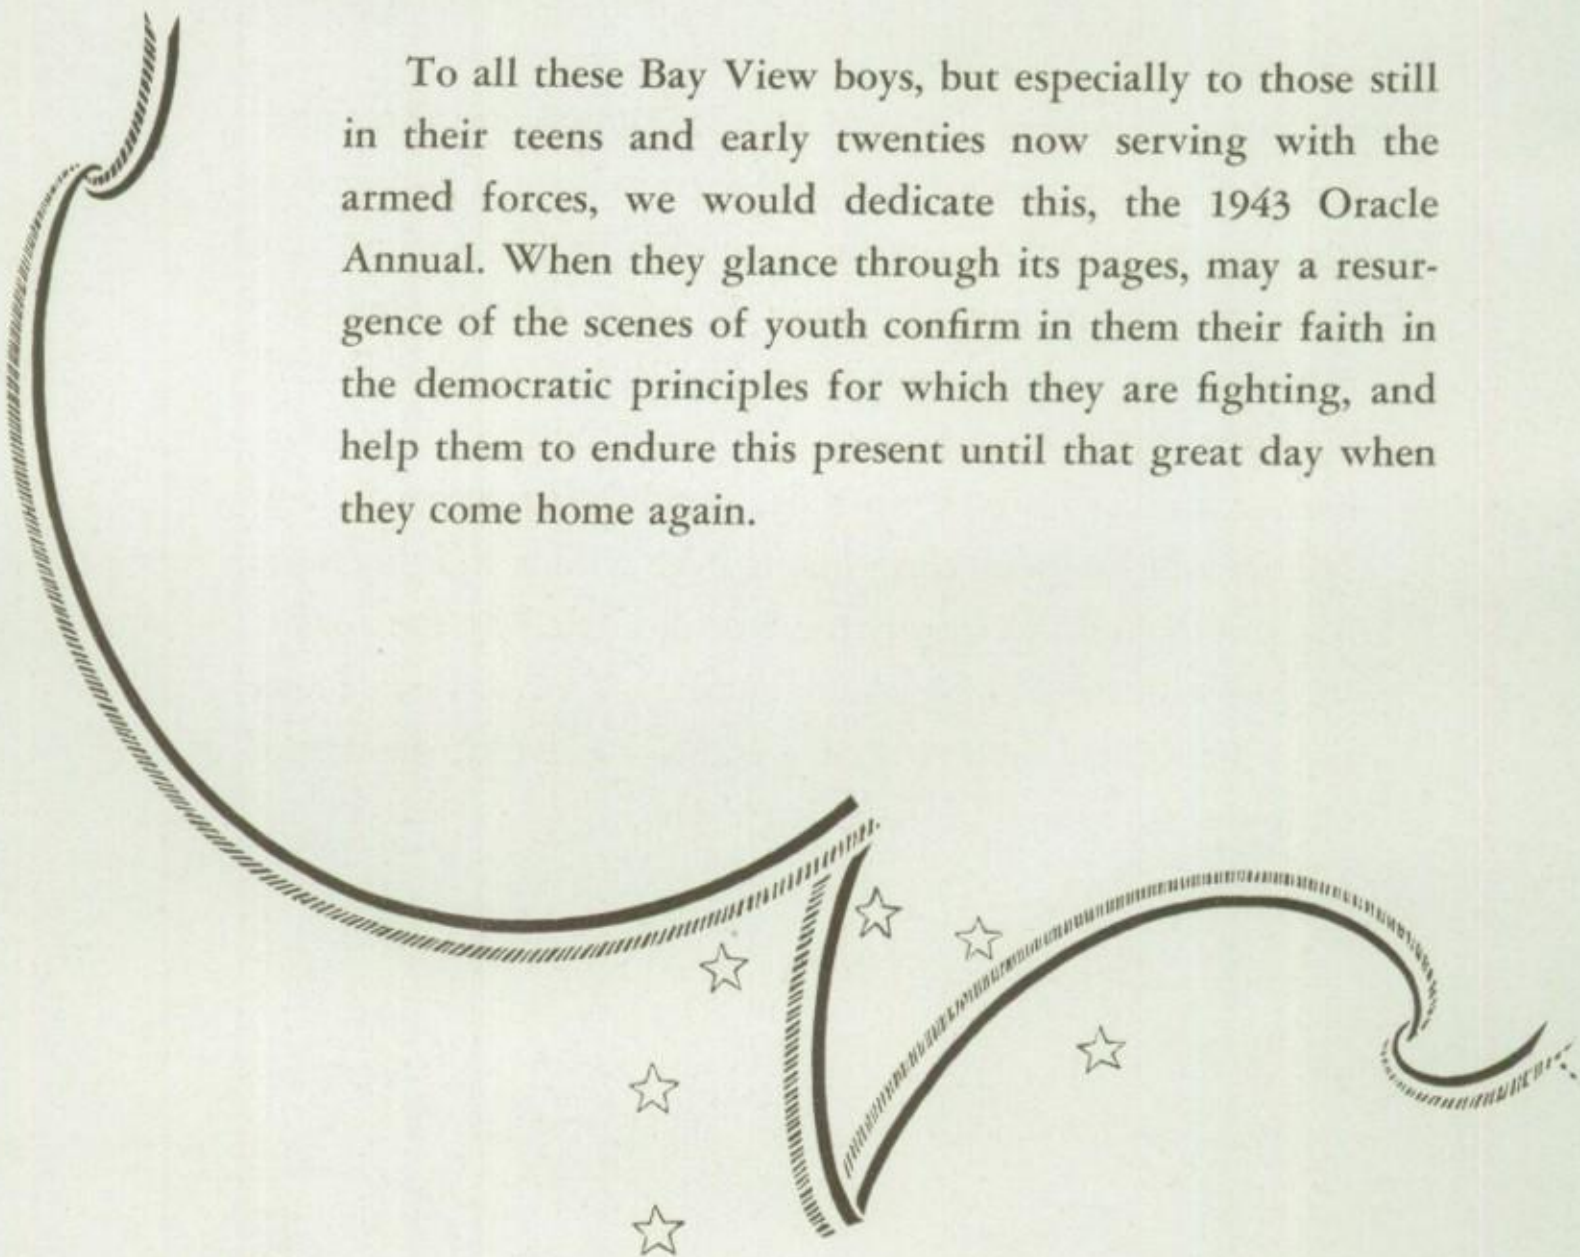 To all these Bay View boys, but especially to those still
in their teens and early twenties now serving with the
armed forces, we would dedicate this, the 1943 Oracle
Annual. When they glance through its pages, may a resur-
gence of the scenes of youth confirm in them their faith in
the democratic principles for which they are fighting, and
help them to endure this present until that great day when
they come home again.